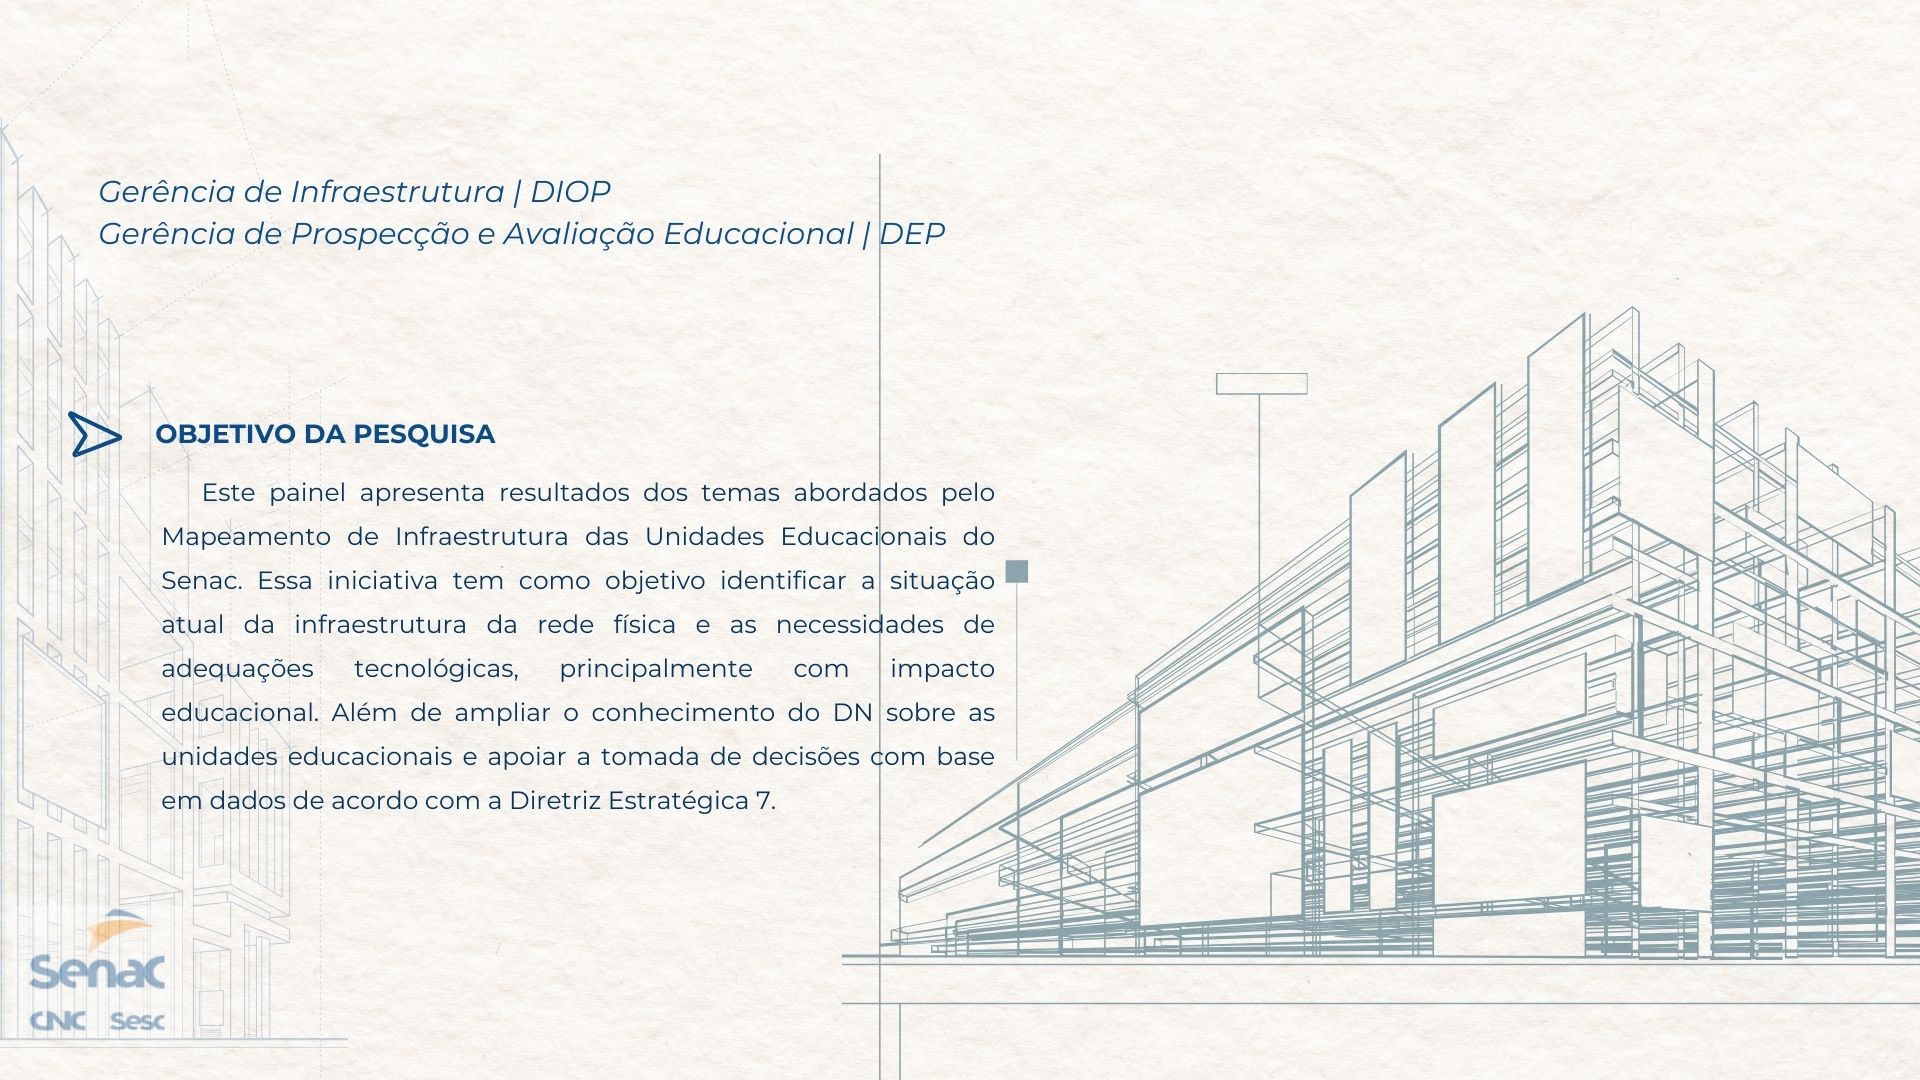 Gerência de Infraestrutura | DIOP
Gerência de Prospecção e Avaliação Educacional | DEP
OBJETIVO DA PESQUISA
Este painel apresenta resultados dos temas abordados pelo
Mapeamento de Infraestrutura das Unidades Educacionais do
Senac. Essa iniciativa tem como objetivo identificar a situação
atual da infraestrutura da rede física e as necessidades de
adequações tecnológicas, principalmente com impacto
educacional. Além de ampliar o conhecimento do DN sobre as
unidades educacionais e apoiar a tomada de decisões com base
em dados de acordo com a Diretriz Estratégica 7.
Senac
CNC Sesc